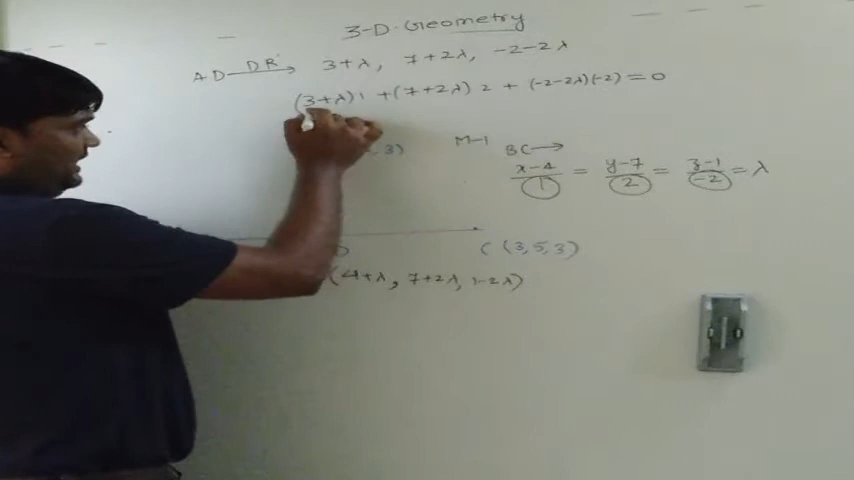 3-D-Geometry
AD DR→ 3+λ, 7+2λ, -2-2λ
(3+λ)1 +(7+2λ) 2 + (-2-2λ)(-2) = 0
3) M-1 BC→
x-4/1 = y-7/2 = z-1/-2 = λ
D C (3,5,3)
(4+λ, 7+2λ, 1-2λ)